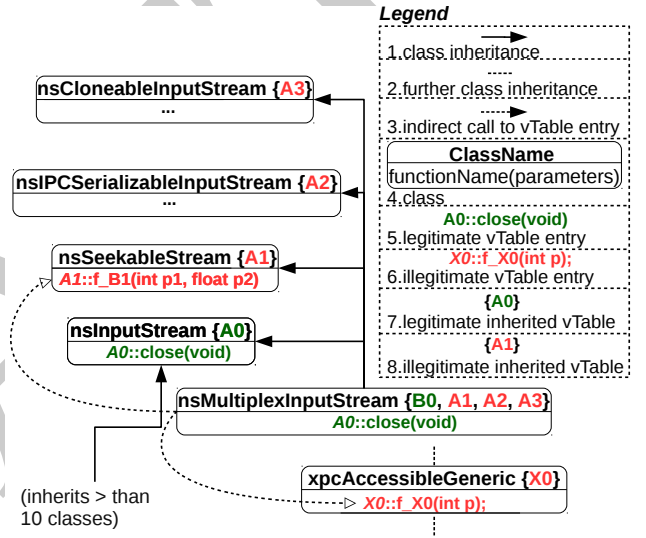 Legend
1.class inheritance
2.further class inheritance
3.indirect call to vTable entry
ClassName
functionName(parameters)
4.class
A0::close(void)
5.legitimate vTable entry
X0::f_X0(int p);
6.illegitimate vTable entry
{A0}
7.legitimate inherited vTable
{A1}
8.illegitimate inherited vTable
nsCloneableInputStream {A3}
...
nsIPCSerializableInputStream {A2}
...
nsSeekableStream {A1}
A1::f_B1(int p1, float p2)
nsInputStream {A0}
A0::close(void)
nsMultiplexInputStream {B0, A1, A2, A3}
A0::close(void)
xpcAccessibleGeneric {X0}
X0::f_X0(int p);
(inherits > than
10 classes)